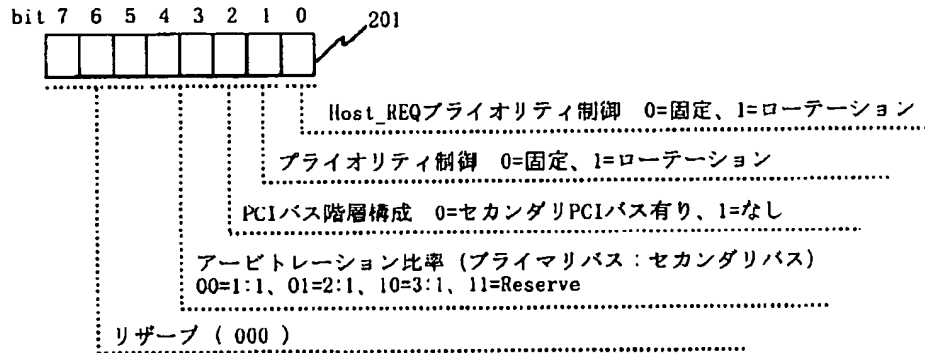 bit 7 6 5 4 3 2 1 0
201
Host_REQプライオリティ制御 0=固定、1=ローテーション
プライオリティ制御 0=固定、1=ローテーション
PCIバス階層構成 0=セカンダリPCIバス有り、1=なし
アービトレーション比率 (プライマリバス:セカンダリバス)
00=1:1、01=2:1、10=3:1、11=Reserve
リザーブ ( 000 )